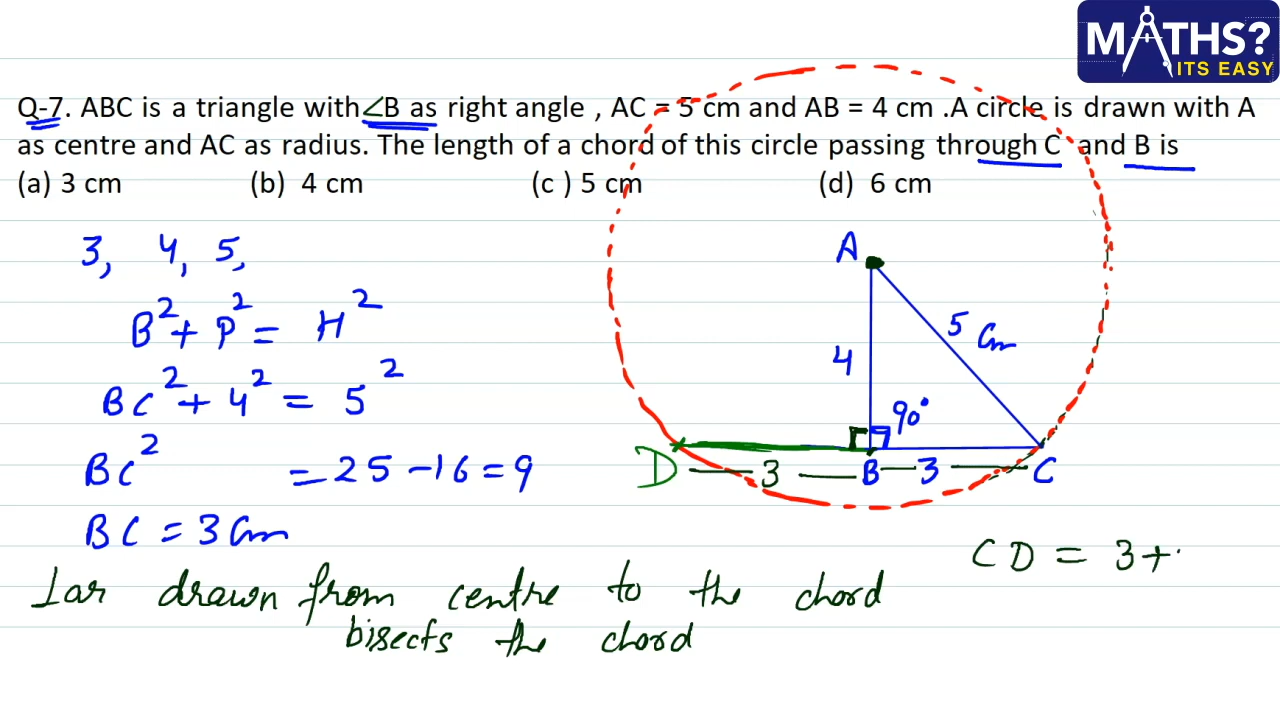 MATHS?
ITS EASY
Q-7. ABC is a triangle with ∠B as right angle , AC = 5 cm and AB = 4 cm .A circle is drawn with A
as centre and AC as radius. The length of a chord of this circle passing through C and B is
(a) 3 cm (b) 4 cm (c ) 5 cm (d) 6 cm
3, 4, 5,
B² + P² = H²
BC² + 4² = 5²
BC² = 25 - 16 = 9
BC = 3 Cm
A
5 Cm
4
90°
D 3 B 3 C
CD = 3 +
⊥ar drawn from centre to the chord
bisects the chord